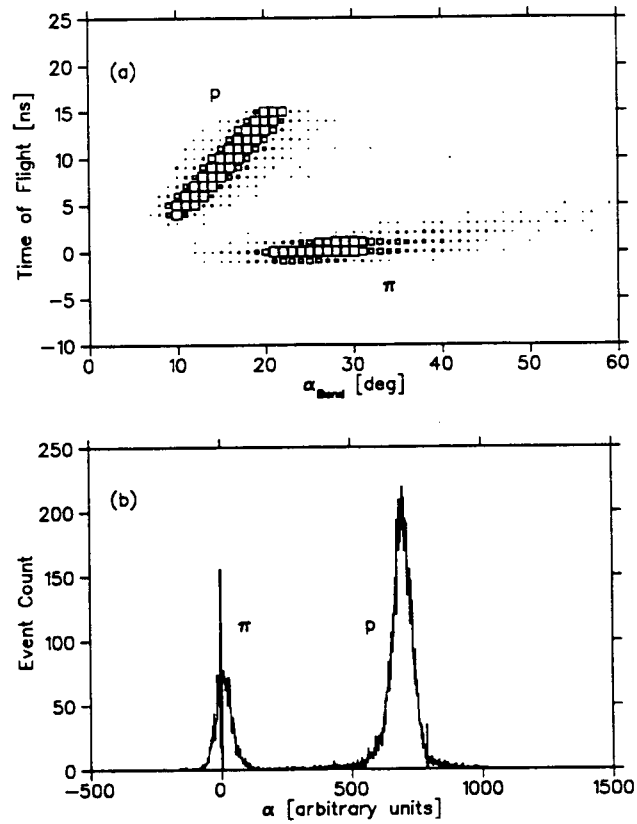 25
20
15
10
5
0
−5
−10
Time of Flight [ns]
(a)
p
π
0
10
20
30
40
50
60
α_Bend [deg]
250
200
150
100
50
0
Event Count
(b)
π
p
−500
0
500
1000
1500
α [arbitrary units]